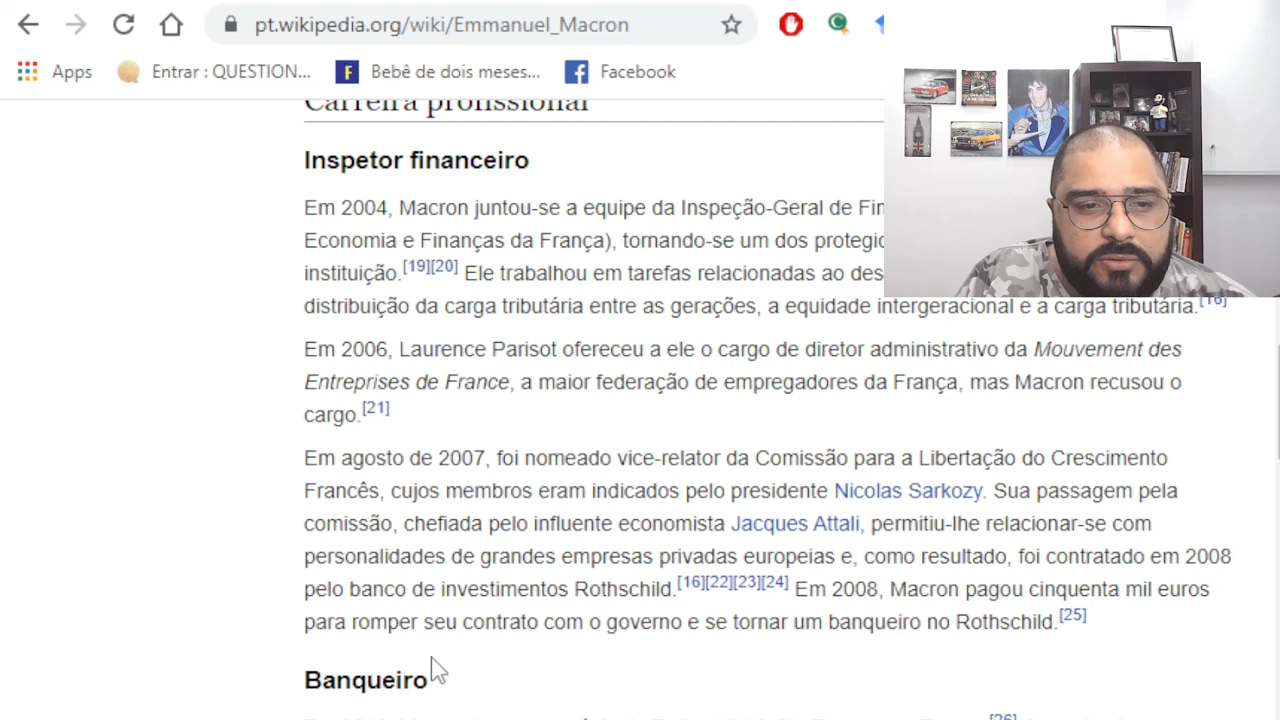 pt.wikipedia.org/wiki/Emmanuel_Macron
Apps
Entrar : QUESTION...
Bebê de dois meses...
Facebook
Carreira profissional
Inspetor financeiro
Em 2004, Macron juntou-se a equipe da Inspeção-Geral de
Economia e Finanças da França), tornando-se um dos protegi
instituição.[19][20] Ele trabalhou em tarefas relacionadas ao des
distribuição da carga tributária entre as gerações, a equidade intergeracional e a carga tributária.[16]
Em 2006, Laurence Parisot ofereceu a ele o cargo de diretor administrativo da Mouvement des
Entreprises de France, a maior federação de empregadores da França, mas Macron recusou o
cargo.[21]
Em agosto de 2007, foi nomeado vice-relator da Comissão para a Libertação do Crescimento
Francês, cujos membros eram indicados pelo presidente Nicolas Sarkozy. Sua passagem pela
comissão, chefiada pelo influente economista Jacques Attali, permitiu-lhe relacionar-se com
personalidades de grandes empresas privadas europeias e, como resultado, foi contratado em 2008
pelo banco de investimentos Rothschild.[16][22][23][24] Em 2008, Macron pagou cinquenta mil euros
para romper seu contrato com o governo e se tornar um banqueiro no Rothschild.[25]
Banqueiro